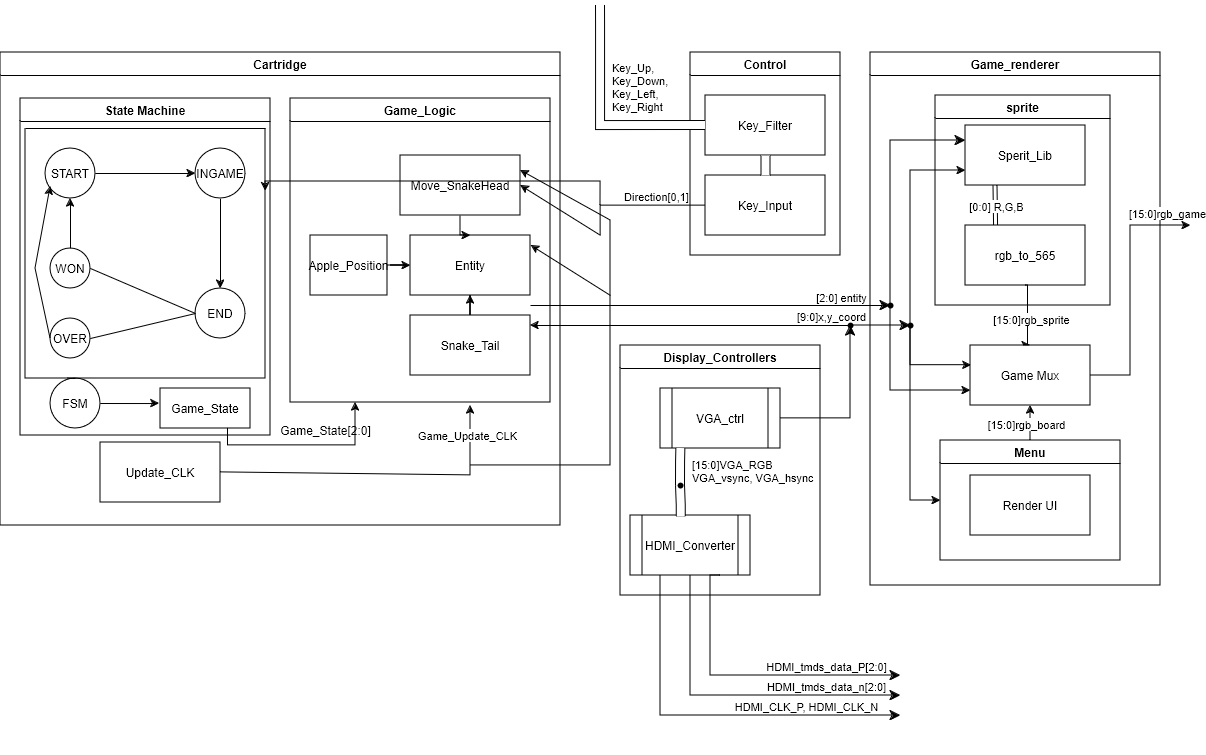 Cartridge
State Machine
START
INGAME
WON
END
OVER
FSM
Game_State
Update_CLK
Game_Logic
Move_SnakeHead
Apple_Position
Entity
Snake_Tail
Game_State[2:0]
Game_Update_CLK
Key_Up,
Key_Down,
Key_Left,
Key_Right
Control
Key_Filter
Key_Input
Direction[0,1]
[2:0] entity
[9:0]x,y_coord
Display_Controllers
VGA_ctrl
[15:0]VGA_RGB
VGA_vsync, VGA_hsync
HDMI_Converter
HDMI_tmds_data_P[2:0]
HDMI_tmds_data_n[2:0]
HDMI_CLK_P, HDMI_CLK_N
Game_renderer
sprite
Sperit_Lib
[0:0] R,G,B
rgb_to_565
[15:0]rgb_sprite
Game Mux
[15:0]rgb_board
Menu
Render UI
[15:0]rgb_game